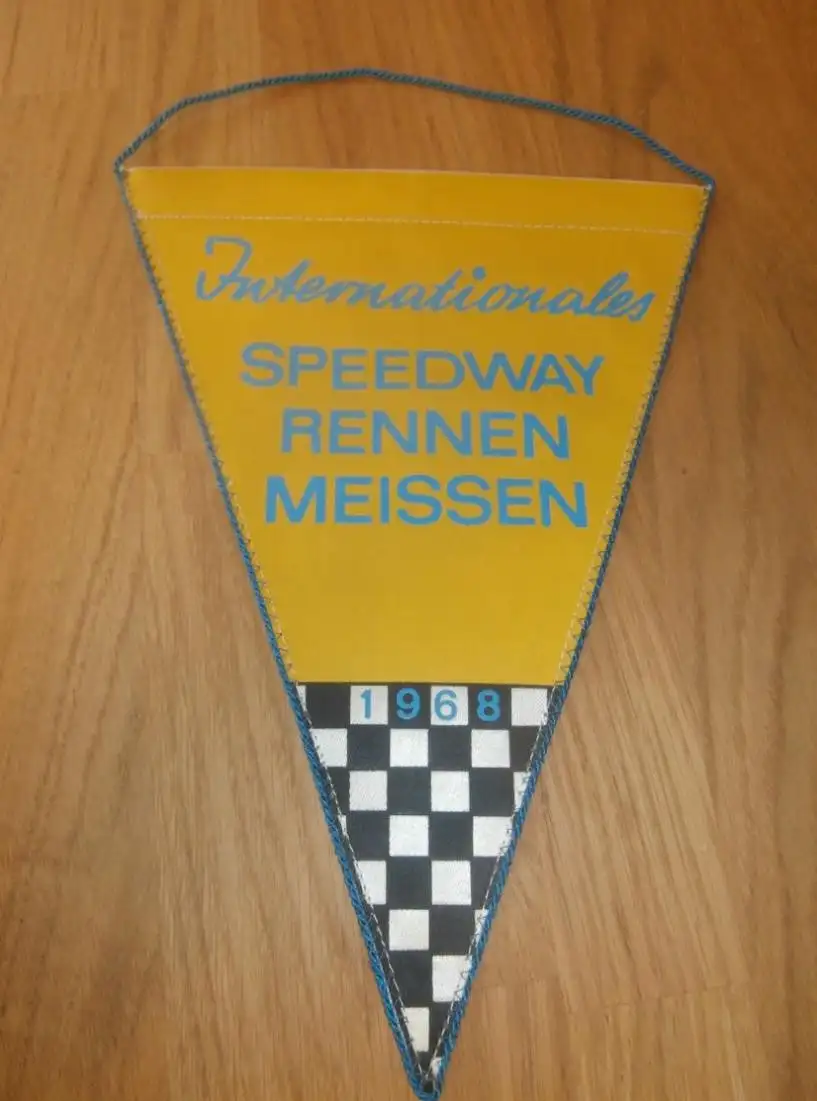 Internationales
SPEEDWAY
RENNEN
MEISSEN
1968